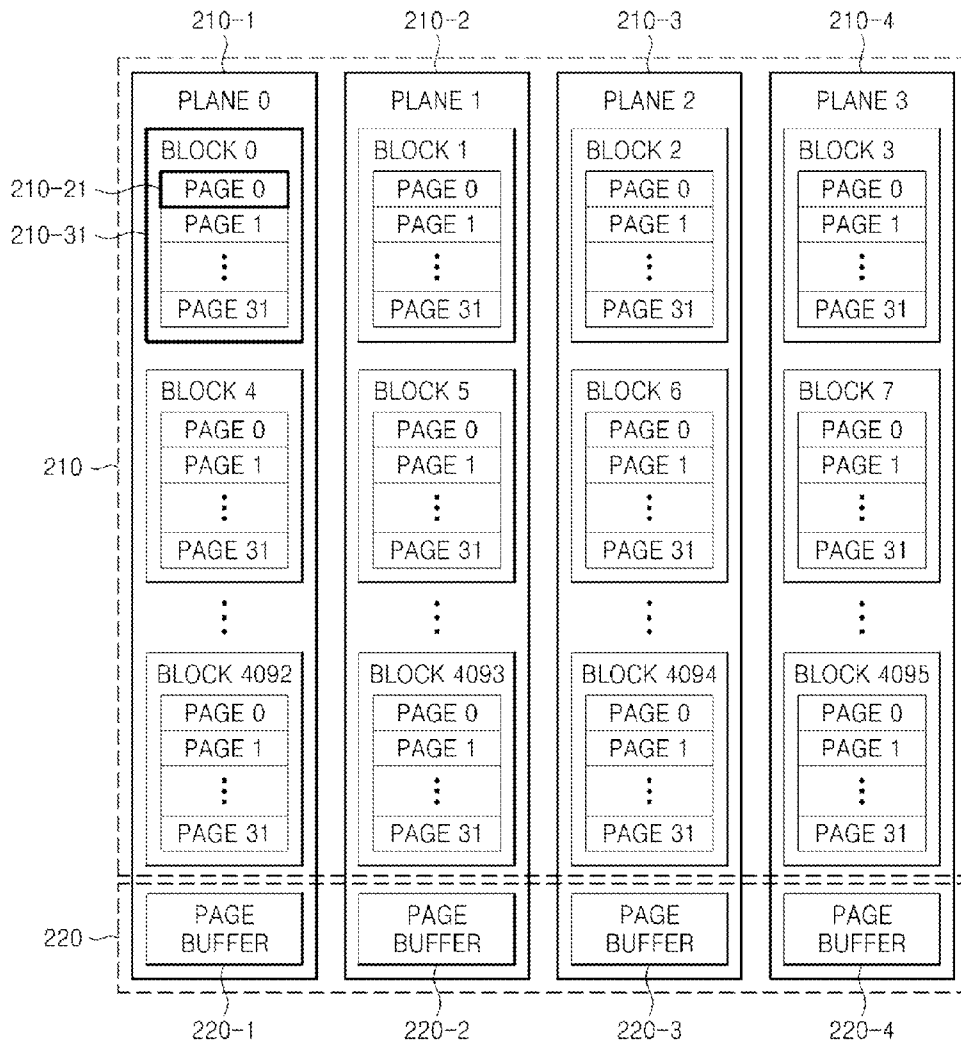 210-1 210-2 210-3 210-4
PLANE 0 PLANE 1 PLANE 2 PLANE 3
BLOCK 0 BLOCK 1 BLOCK 2 BLOCK 3
210-21 PAGE 0 PAGE 0 PAGE 0 PAGE 0
210-31 PAGE 1 PAGE 1 PAGE 1 PAGE 1
PAGE 31 PAGE 31 PAGE 31 PAGE 31
BLOCK 4 BLOCK 5 BLOCK 6 BLOCK 7
PAGE 0 PAGE 0 PAGE 0 PAGE 0
210 PAGE 1 PAGE 1 PAGE 1 PAGE 1
PAGE 31 PAGE 31 PAGE 31 PAGE 31
BLOCK 4092 BLOCK 4093 BLOCK 4094 BLOCK 4095
PAGE 0 PAGE 0 PAGE 0 PAGE 0
PAGE 1 PAGE 1 PAGE 1 PAGE 1
PAGE 31 PAGE 31 PAGE 31 PAGE 31
220 PAGE PAGE PAGE PAGE
BUFFER BUFFER BUFFER BUFFER
220-1 220-2 220-3 220-4